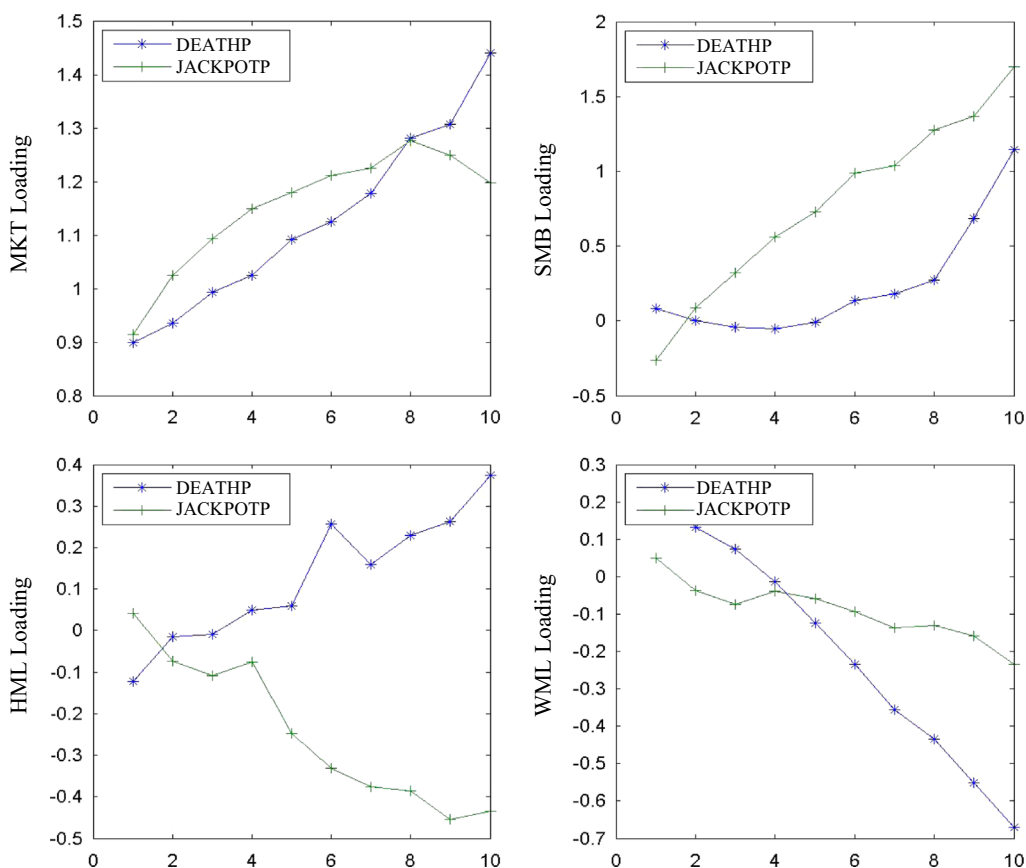 1.5
1.4
1.3
1.2
1.1
1
0.9
0.8
MKT Loading
DEATHP
JACKPOTP
0 2 4 6 8 10
2
1.5
1
0.5
0
-0.5
SMB Loading
DEATHP
JACKPOTP
0 2 4 6 8 10
0.4
0.3
0.2
0.1
0
-0.1
-0.2
-0.3
-0.4
-0.5
HML Loading
DEATHP
JACKPOTP
0 2 4 6 8 10
0.3
0.2
0.1
0
-0.1
-0.2
-0.3
-0.4
-0.5
-0.6
-0.7
WML Loading
DEATHP
JACKPOTP
0 2 4 6 8 10